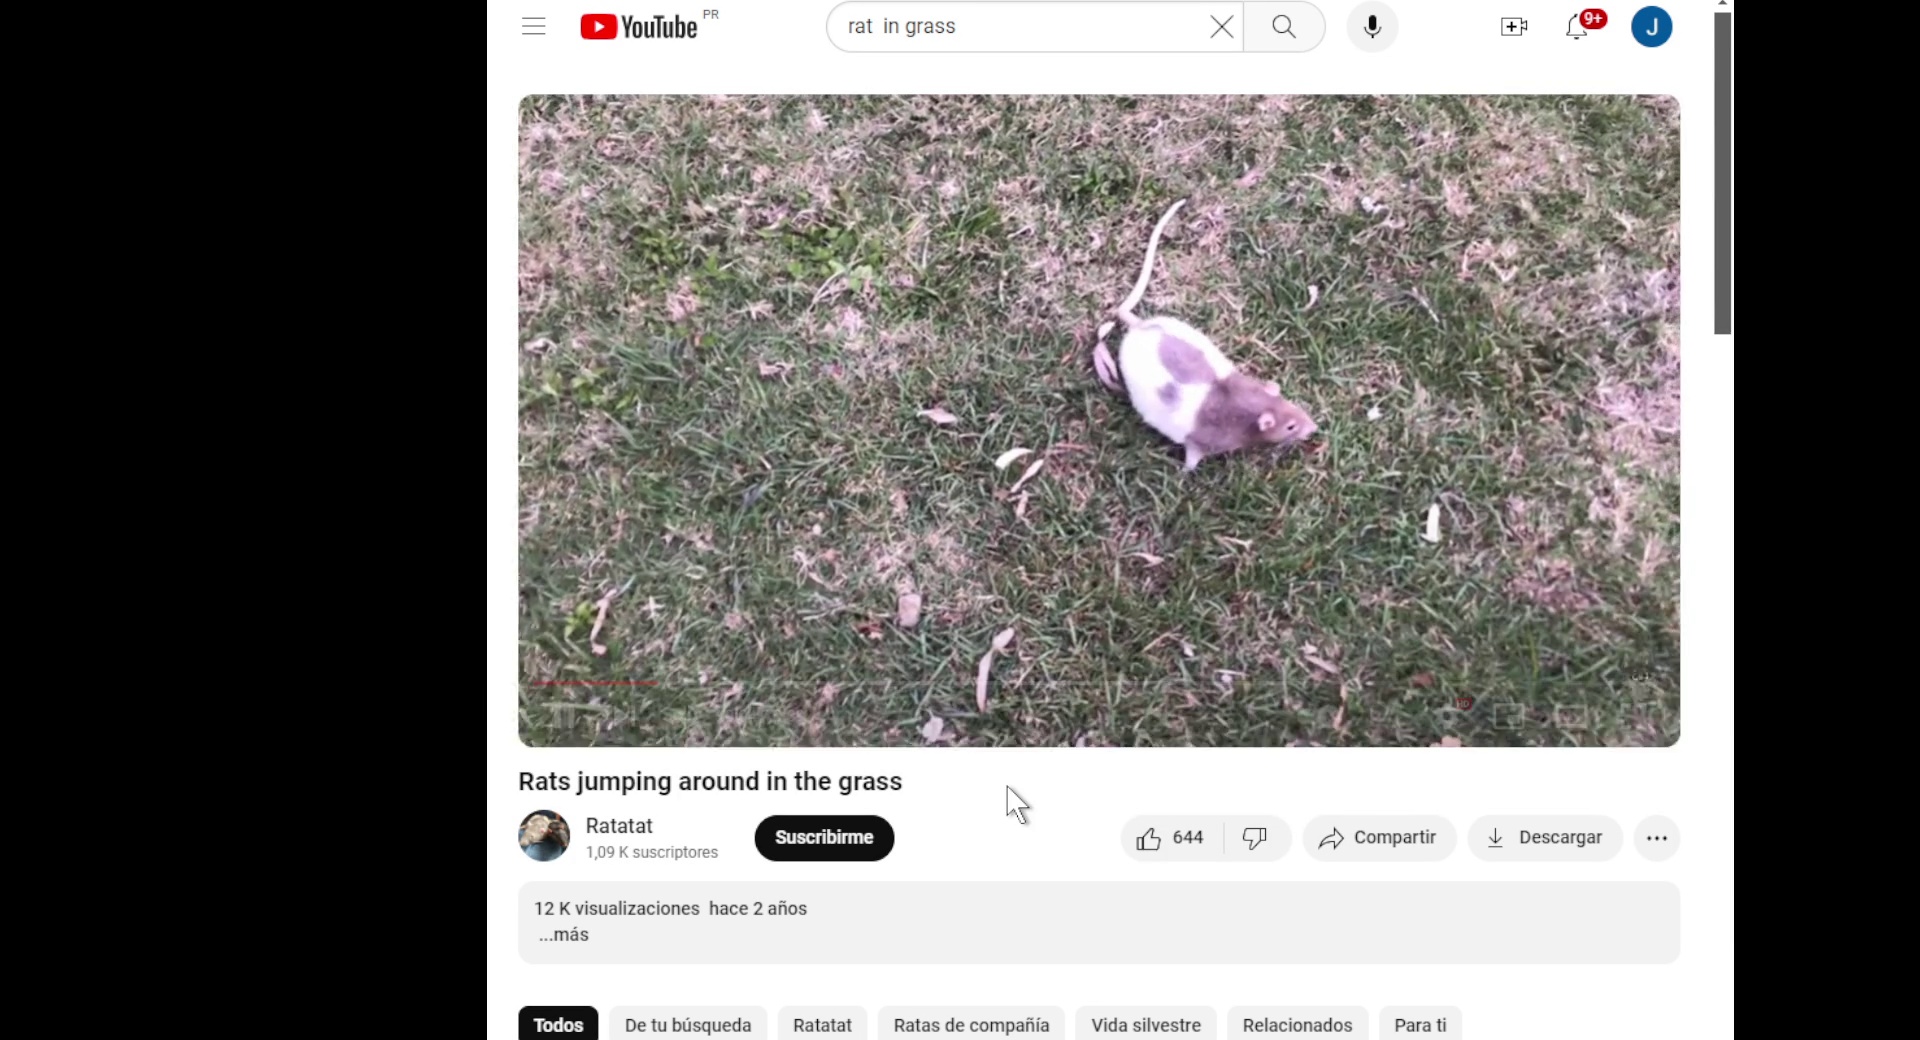 YouTube PR
rat in grass
9+
J
HD
Rats jumping around in the grass
Ratatat
1,09 K suscriptores
Suscribirme
644
Compartir
Descargar
12 K visualizaciones hace 2 años
...más
Todos
De tu búsqueda
Ratatat
Ratas de compañía
Vida silvestre
Relacionados
Para ti